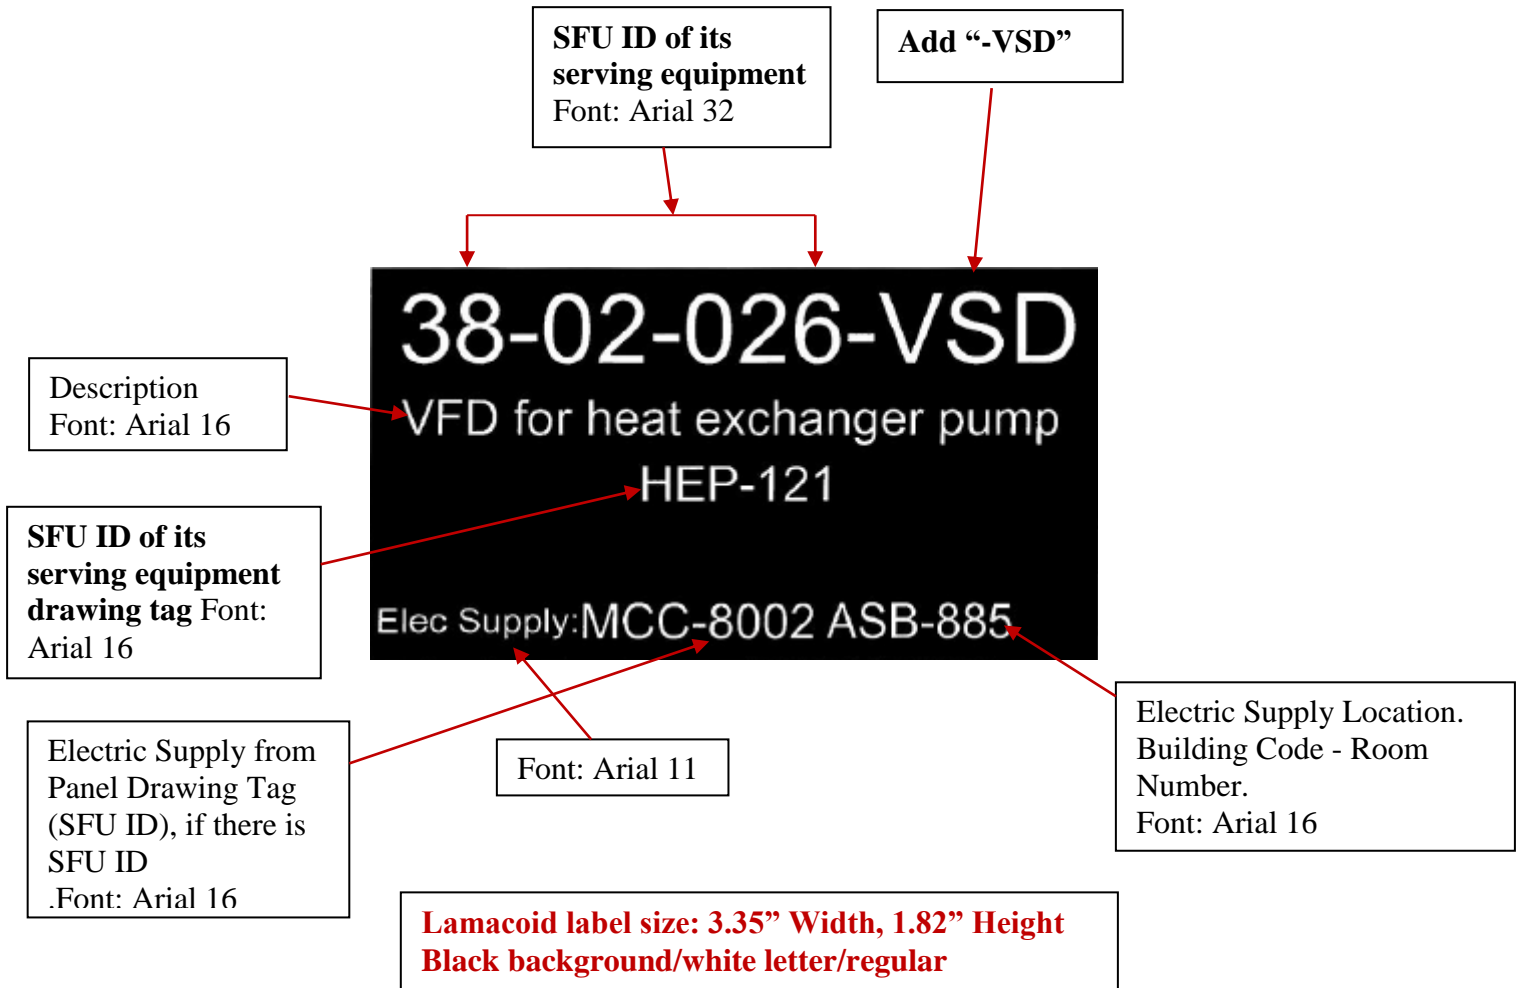 SFU ID of its
serving equipment
Font: Arial 32
Add “-VSD”
38-02-026-VSD
VFD for heat exchanger pump
HEP-121
Elec Supply:MCC-8002 ASB-885
Description
Font: Arial 16
SFU ID of its
serving equipment
drawing tag Font:
Arial 16
Electric Supply from
Panel Drawing Tag
(SFU ID), if there is
SFU ID
.Font: Arial 16
Font: Arial 11
Electric Supply Location.
Building Code - Room
Number.
Font: Arial 16
Lamacoid label size: 3.35” Width, 1.82” Height
Black background/white letter/regular